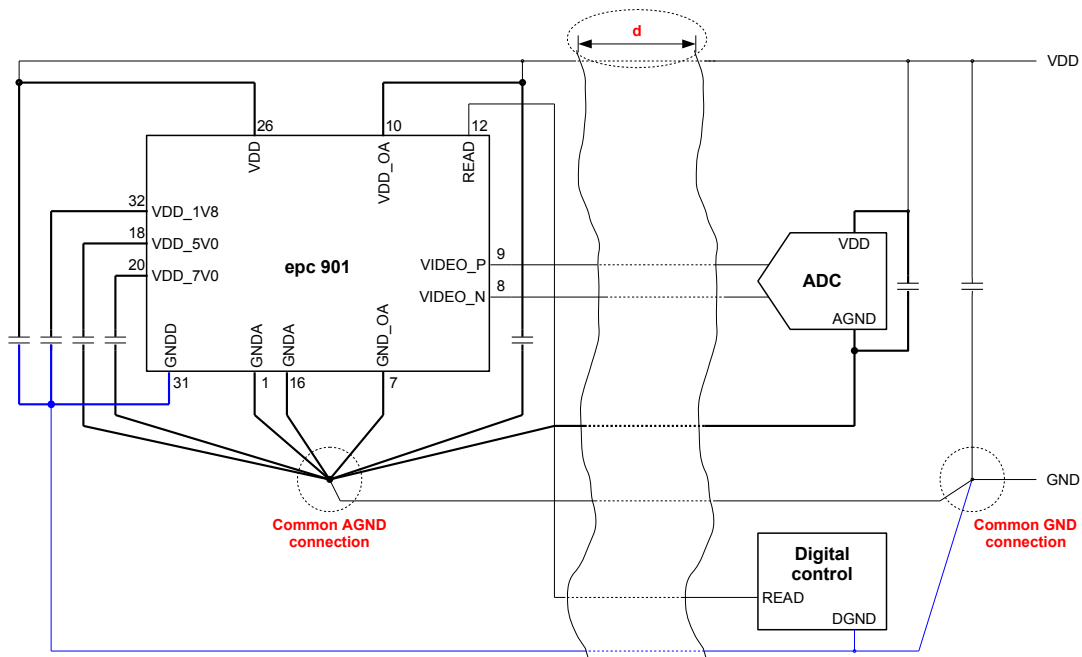 d
VDD
26
10
12
VDD
VDD_OA
READ
32
VDD_1V8
18
VDD_5V0
20
VDD_7V0
epc 901
VIDEO_P
9
VIDEO_N
8
VDD
ADC
AGND
GNDD
GNDA
GNDA
GND_OA
31
1
16
7
GND
Common AGND
connection
Common GND
connection
Digital
control
READ
DGND